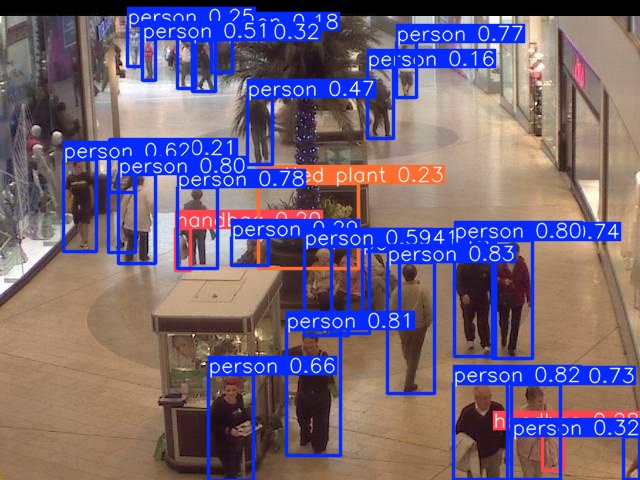 person 0.25
0.18
person 0.51
0.32
person 0.77
person 0.16
person 0.47
person 0.62
0.21
person 0.80
person 0.78
ed plant 0.23
handbag 0.20
person 0.59
person 0.80
0.74
person 0.83
person 0.81
person 0.66
person 0.82
0.73
person 0.32